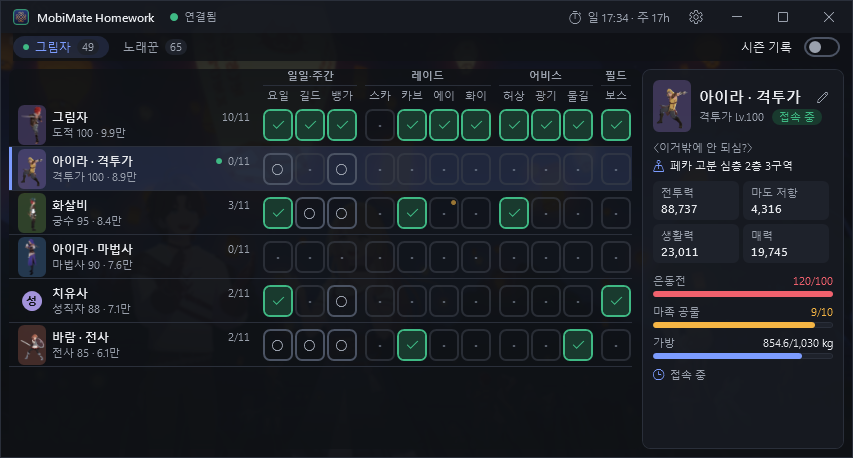 MobiMate Homework 연결됨 일 17:34 · 주 17h
그림자 49 노래꾼 65 시즌 기록
일일·주간 레이드 어비스 필드
요일 길드 뱅가 스카 카브 에이 화이 허상 광기 물길 보스
그림자 10/11
도적 100 · 9.9만
아이라 · 격투가 0/11
격투가 100 · 8.9만
화살비 3/11
궁수 95 · 8.4만
아이라 · 마법사 0/11
마법사 90 · 7.6만
성 치유사 2/11
성직자 88 · 7.1만
바람 · 전사 2/11
전사 85 · 6.1만
아이라 · 격투가
격투가 Lv.100 접속 중
<이거밖에 안 되심?>
페카 고분 심층 2층 3구역
전투력 마도 저항
88,737 4,316
생활력 매력
23,011 19,745
은동전 120/100
마족 공물 9/10
가방 854.6/1,030 kg
접속 중